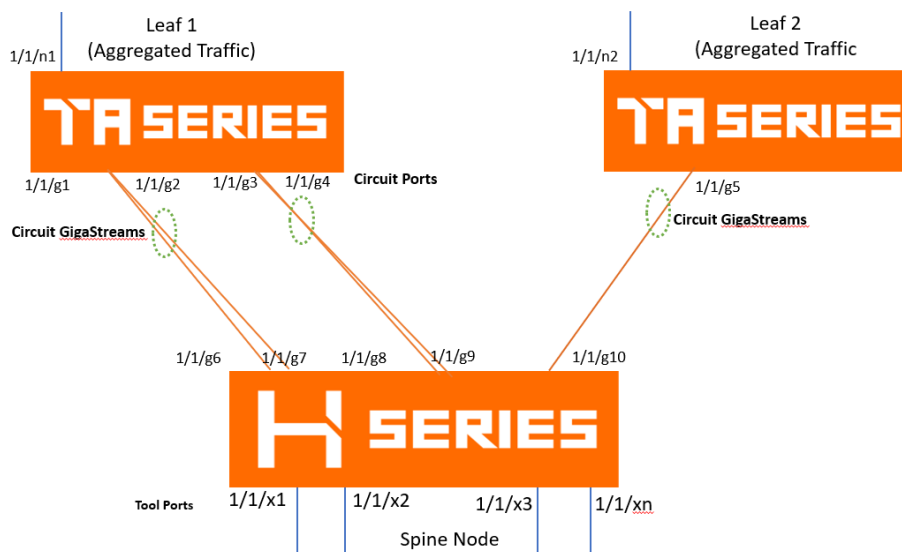 Leaf 1
(Aggregated Traffic)
Leaf 2
(Aggregated Traffic
1/1/n1
1/1/n2
TA SERIES
TA SERIES
1/1/g1
1/1/g2
1/1/g3
1/1/g4
Circuit Ports
1/1/g5
Circuit GigaStreams
Circuit GigaStreams
1/1/g6
1/1/g7
1/1/g8
1/1/g9
1/1/g10
H SERIES
Tool Ports
1/1/x1
1/1/x2
1/1/x3
1/1/xn
Spine Node